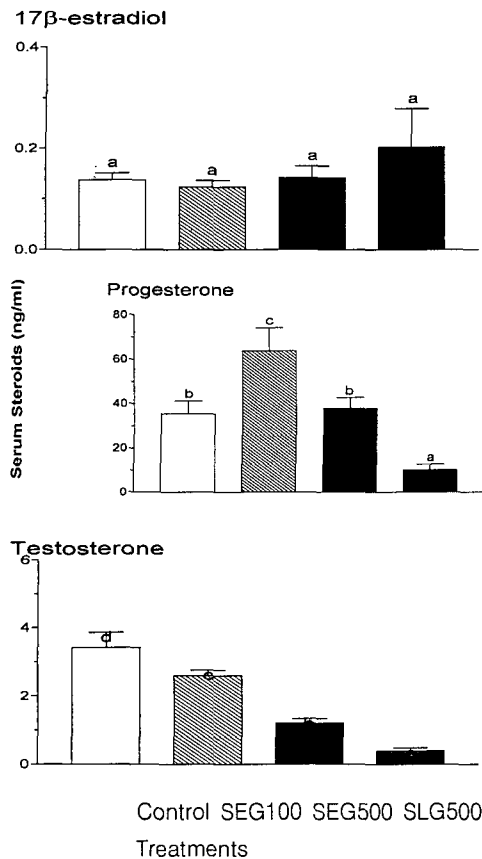 17β-estradiol
0.4
0.2
0.0
a
a
a
a
Serum Steroids (ng/ml)
Progesterone
80
60
40
20
0
b
c
b
a
Testosterone
6
4
2
0
d
Control SEG100 SEG500 SLG500
Treatments